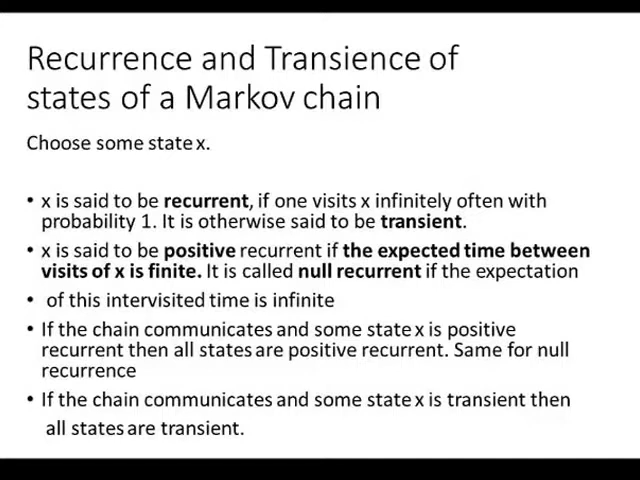 Recurrence and Transience of
states of a Markov chain
Choose some state x.
• x is said to be recurrent, if one visits x infinitely often with
probability 1. It is otherwise said to be transient.
• x is said to be positive recurrent if the expected time between
visits of x is finite. It is called null recurrent if the expectation
• of this intervisited time is infinite
• If the chain communicates and some state x is positive
recurrent then all states are positive recurrent. Same for null
recurrence
• If the chain communicates and some state x is transient then
all states are transient.